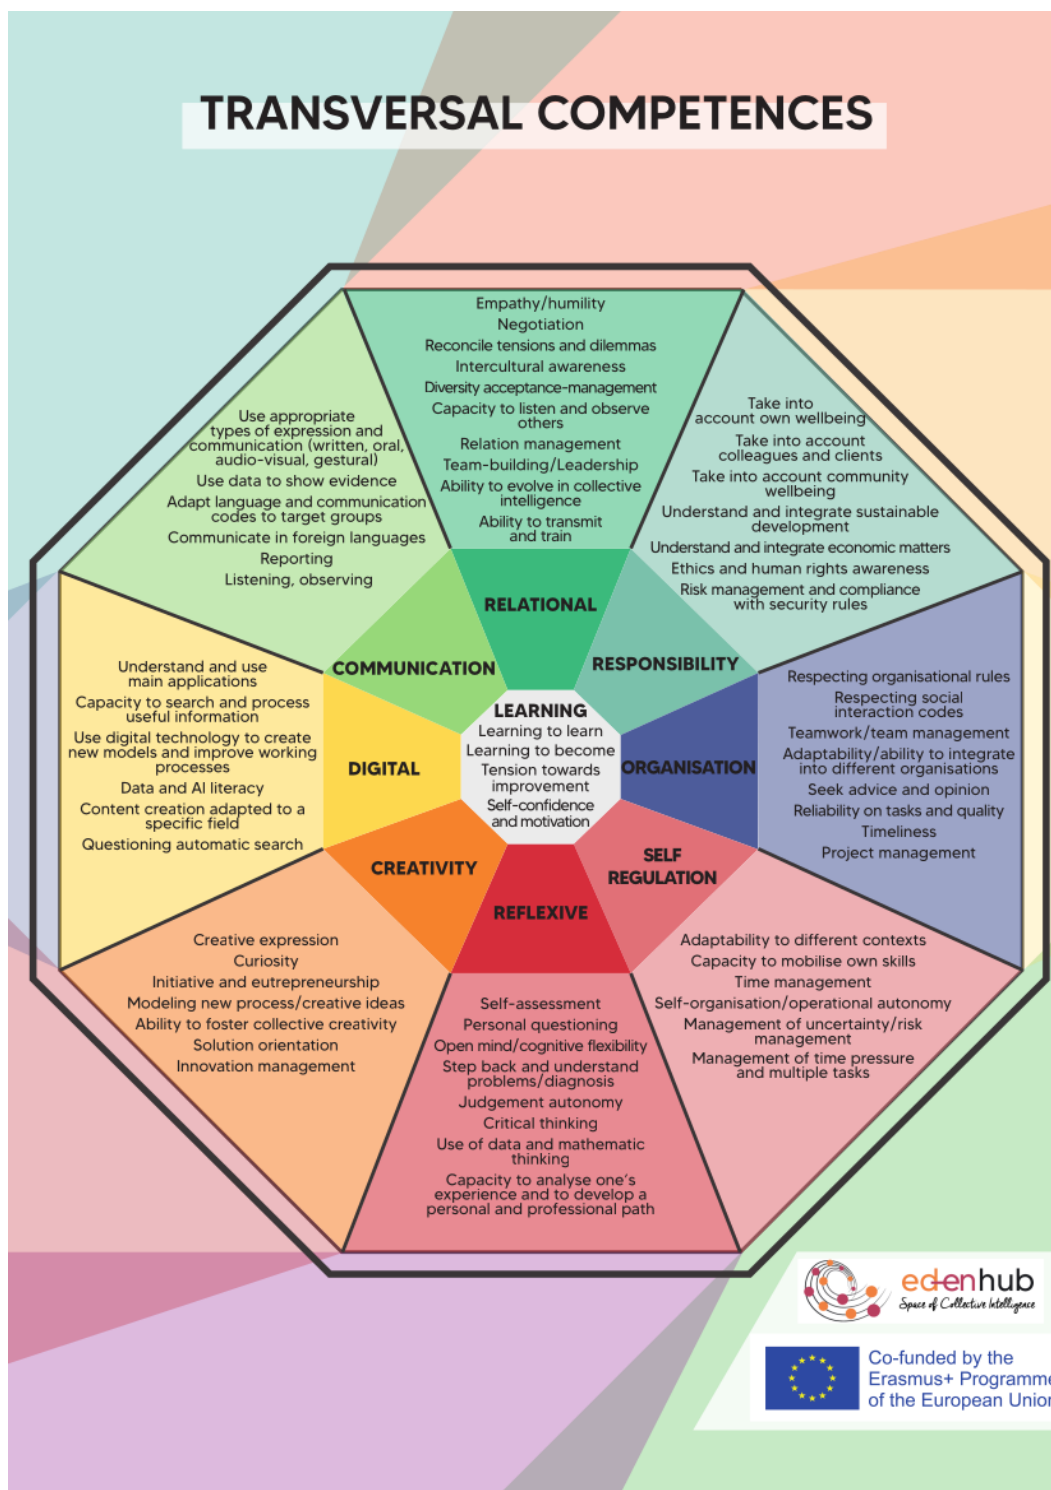 TRANSVERSAL COMPETENCES
Empathy/humility
Negotiation
Reconcile tensions and dilemmas
Intercultural awareness
Diversity acceptance-management
Capacity to listen and observe
others
Relation management
Team-building/Leadership
Ability to evolve in collective
intelligence
Ability to transmit
and train
RELATIONAL
Take into
account own wellbeing
Take into account
colleagues and clients
Take into account community
wellbeing
Understand and integrate sustainable
development
Understand and integrate economic matters
Ethics and human rights awareness
Risk management and compliance
with security rules
RESPONSIBILITY
Respecting organisational rules
Respecting social
interaction codes
Teamwork/team management
Adaptability/ability to integrate
into different organisations
Seek advice and opinion
Reliability on tasks and quality
Timeliness
Project management
ORGANISATION
Adaptability to different contexts
Capacity to mobilise own skills
Time management
Self-organisation/operational autonomy
Management of uncertainty/risk
management
Management of time pressure
and multiple tasks
SELF
REGULATION
REFLEXIVE
Self-assessment
Personal questioning
Open mind/cognitive flexibility
Step back and understand
problems/diagnosis
Judgement autonomy
Critical thinking
Use of data and mathematic
thinking
Capacity to analyse one's
experience and to develop a
personal and professional path
CREATIVITY
Creative expression
Curiosity
Initiative and eutrepreneurship
Modeling new process/creative ideas
Ability to foster collective creativity
Solution orientation
Innovation management
DIGITAL
Understand and use
main applications
Capacity to search and process
useful information
Use digital technology to create
new models and improve working
processes
Data and AI literacy
Content creation adapted to a
specific field
Questioning automatic search
COMMUNICATION
Use appropriate
types of expression and
communication (written, oral,
audio-visual, gestural)
Use data to show evidence
Adapt language and communication
codes to target groups
Communicate in foreign languages
Reporting
Listening, observing
LEARNING
Learning to learn
Learning to become
Tension towards
improvement
Self-confidence
and motivation
ed-en hub
Space of Collective Intelligence
Co-funded by the
Erasmus+ Programme
of the European Union